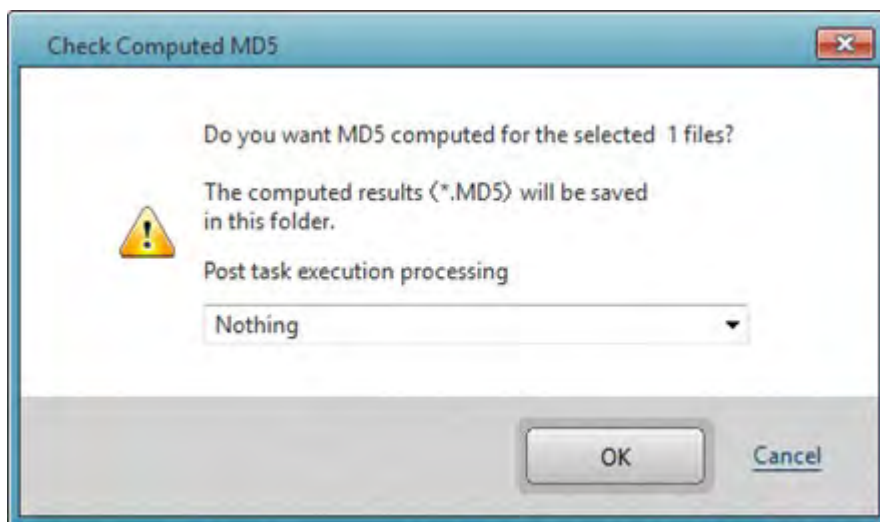 Check Computed MD5
Do you want MD5 computed for the selected  1 files?
The computed results 〈*.MD5〉 will be saved
in this folder.
Post task execution processing
Nothing
OK
Cancel